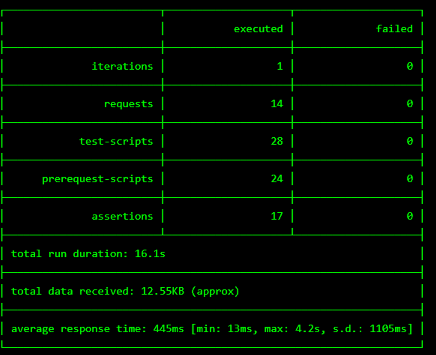 executed failed
iterations 1 0
requests 14 0
test-scripts 28 0
prerequest-scripts 24 0
assertions 17 0
total run duration: 16.1s
total data received: 12.55KB (approx)
average response time: 445ms [min: 13ms, max: 4.2s, s.d.: 1105ms]